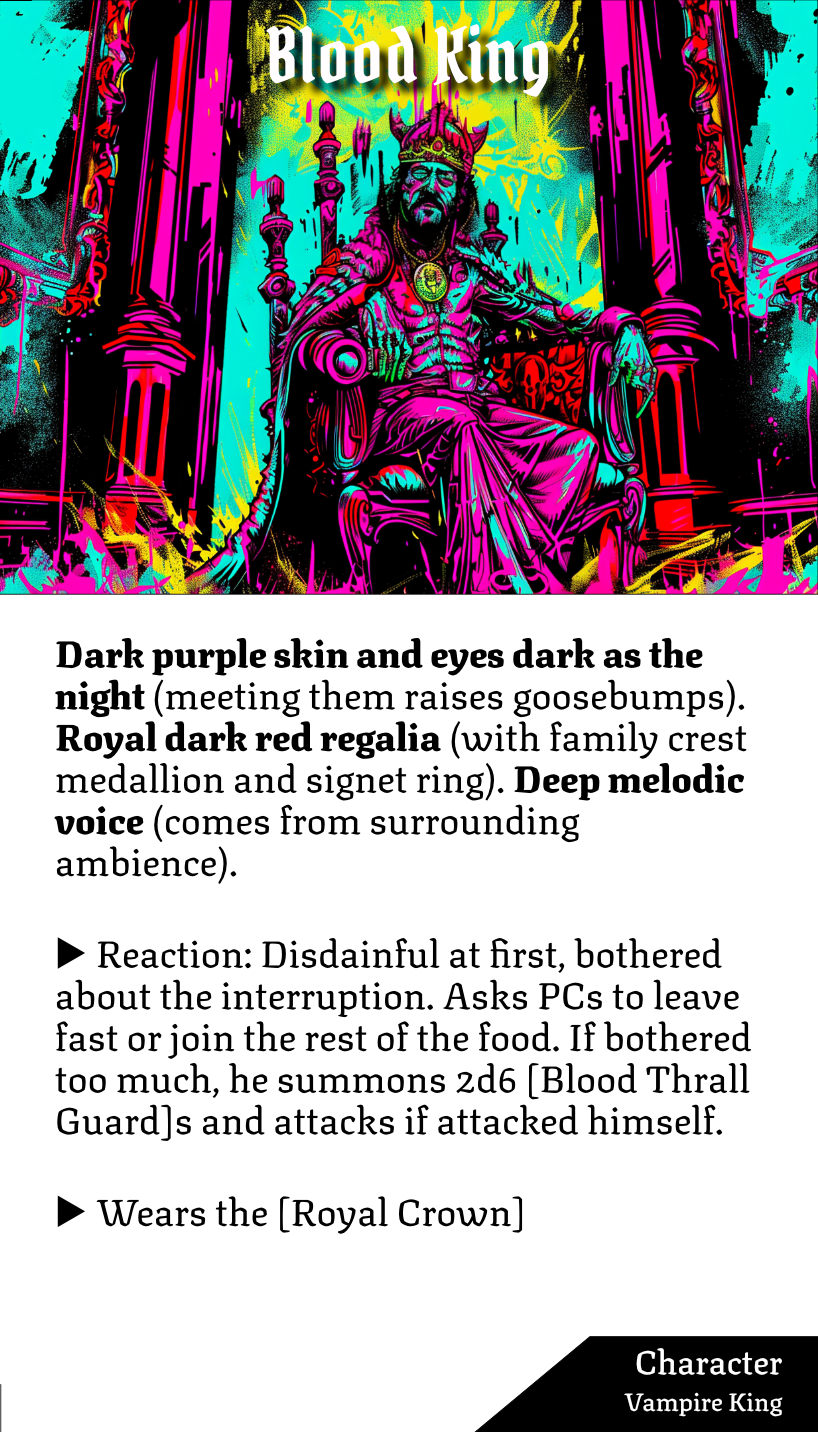 Blood King
Dark purple skin and eyes dark as the
night (meeting them raises goosebumps).
Royal dark red regalia (with family crest
medallion and signet ring). Deep melodic
voice (comes from surrounding
ambience).
▶ Reaction: Disdainful at first, bothered
about the interruption. Asks PCs to leave
fast or join the rest of the food. If bothered
too much, he summons 2d6 [Blood Thrall
Guard]s and attacks if attacked himself.
▶ Wears the [Royal Crown]
Character
Vampire King